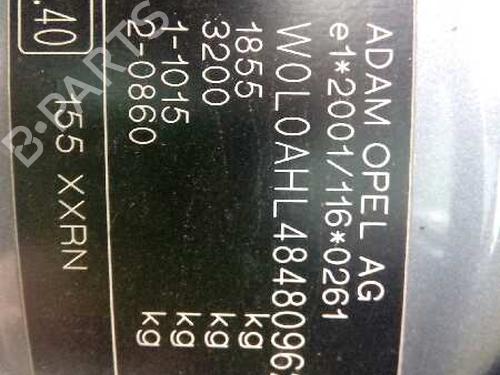 ADAM OPEL AG
e1*2001/116*0261
W0L0AHL4848096
1855 kg
3200 kg
1-1015 kg
2-0860 kg
.40
155 XXRN
B-PARTS